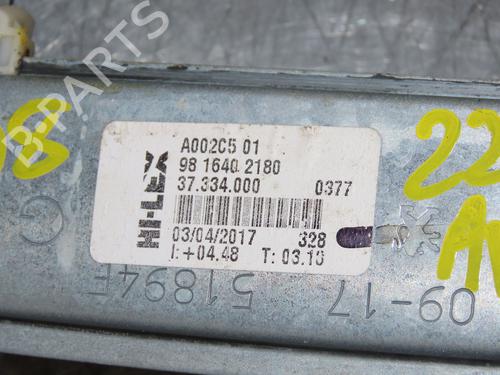 B-PARTS
HI-LEX
A002C5 01
98 1640 2180
37.334.000 0377
03/04/2017 328
I:+04.48 T: 03.10
09-17 51894F
22